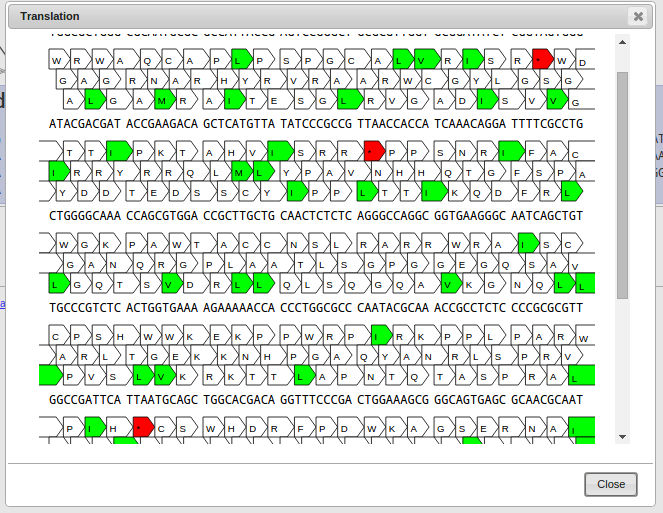 Translation
W R W A Q C A P L P S P G C A L V R I S R * W D
G A G R N A R H Y R V R A A R W C G Y L G S G
A L G A M R A I T E S G L R V G A D I S V V G
ATACGACGAT ACCGAAGACA GCTCATGTTA TATCCCGCCG TTAACCACCA TCAAACAGGA TTTTCGCCTG
T T I P K T A H V I S R R * P P S N R I F A C
I R R Y R R Q L M L Y P A V N H H Q T G F S P A
Y D D T E D S S C Y I P P L T T I K Q D F R L
CTGGGGCAAA CCAGCGTGGA CCGCTTGCTG CAACTCTCTC AGGGCCAGGC GGTGAAGGGC AATCAGCTGT
W G K P A W T A C C N S L R A R R W R A I S C
G A N Q R G P L A A T L S G P G G E G Q S A V
L G Q T S V D R L L Q L S Q G Q A V K G N Q L L
TGCCCGTCTC ACTGGTGAAA AGAAAAACCA CCCTGGCGCC CAATACGCAA ACCGCCTCTC CCCGCGCGTT
C P S H W W K E K P P W R P I R K P P L P A R W
A R L T G E K K N H P G A Q Y A N R L S P R V
P V S L V K R K T T L A P N T Q T A S P R A L
GGCCGATTCA TTAATGCAGC TGGCACGACA GGTTTCCCGA CTGGAAAGCG GGCAGTGAGC GCAACGCAAT
P I H * C S W H D R F P D W K A G S E R N A I
Close